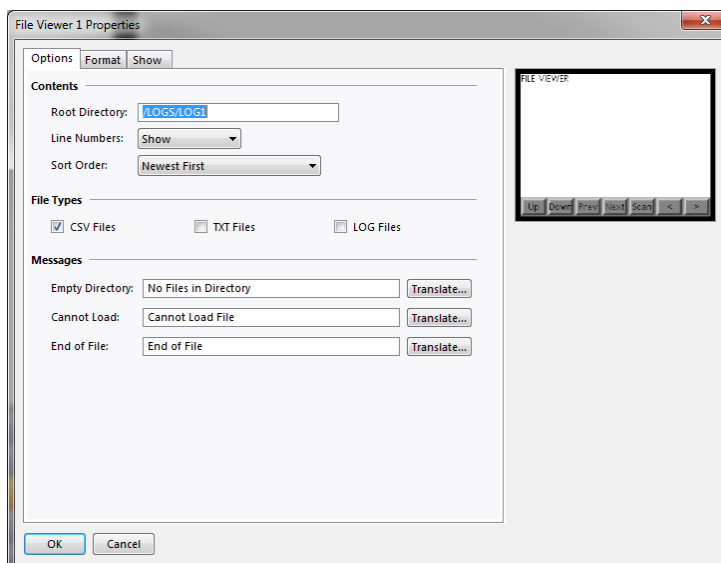 File Viewer 1 Properties
Options Format Show
Contents
Root Directory: /LOGS/LOG1
Line Numbers: Show
Sort Order: Newest First
File Types
CSV Files TXT Files LOG Files
Messages
Empty Directory: No Files in Directory Translate...
Cannot Load: Cannot Load File Translate...
End of File: End of File Translate...
OK Cancel
FILE VIEWER
Up Down Prev Next Scan < >